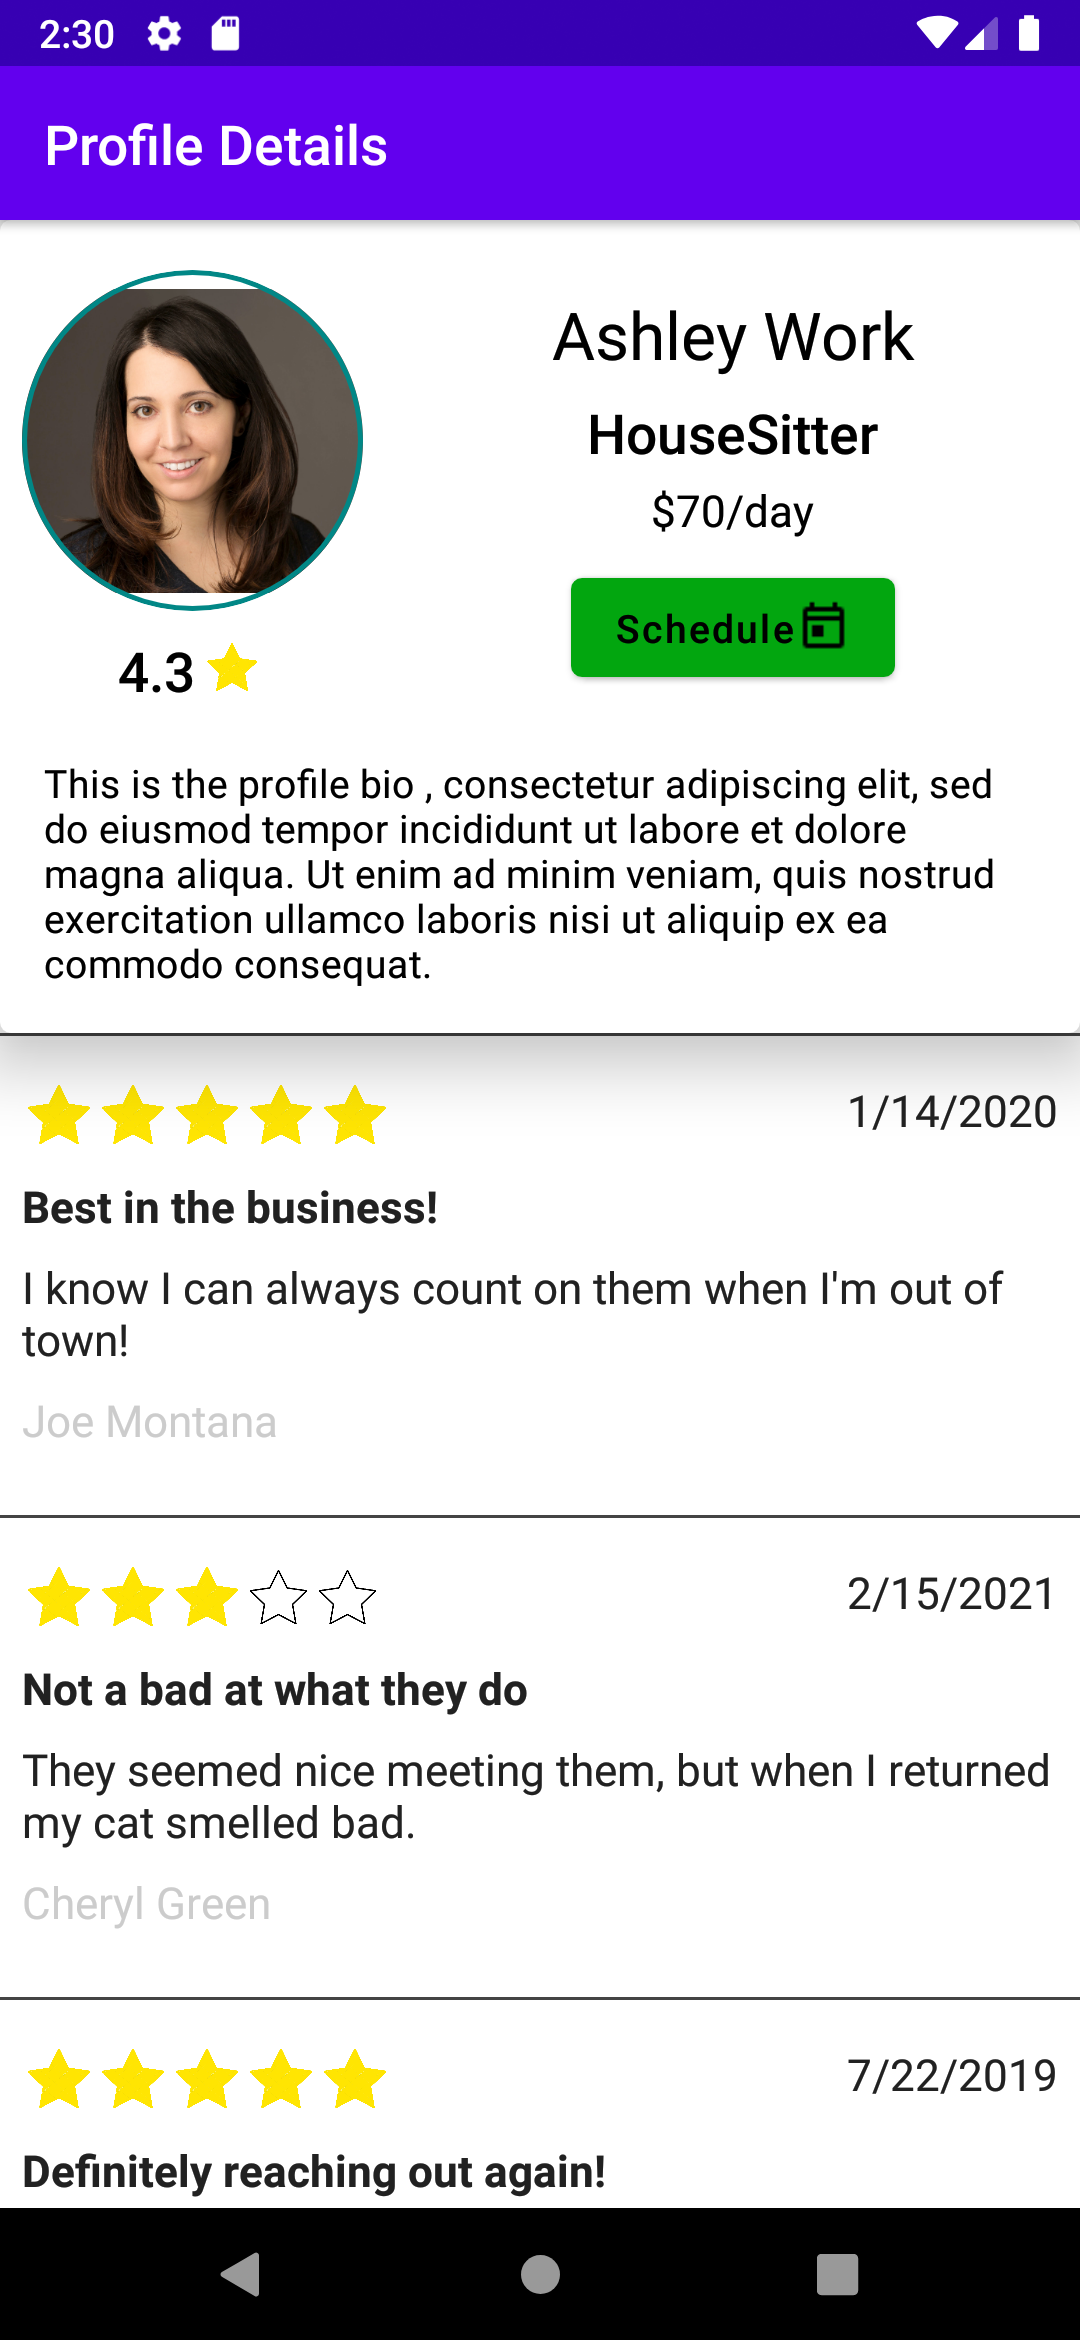 2:30
Profile Details
Ashley Work
HouseSitter
$70/day
Schedule
4.3
This is the profile bio , consectetur adipiscing elit, sed
do eiusmod tempor incididunt ut labore et dolore
magna aliqua. Ut enim ad minim veniam, quis nostrud
exercitation ullamco laboris nisi ut aliquip ex ea
commodo consequat.
1/14/2020
Best in the business!
I know I can always count on them when I'm out of
town!
Joe Montana
2/15/2021
Not a bad at what they do
They seemed nice meeting them, but when I returned
my cat smelled bad.
Cheryl Green
7/22/2019
Definitely reaching out again!